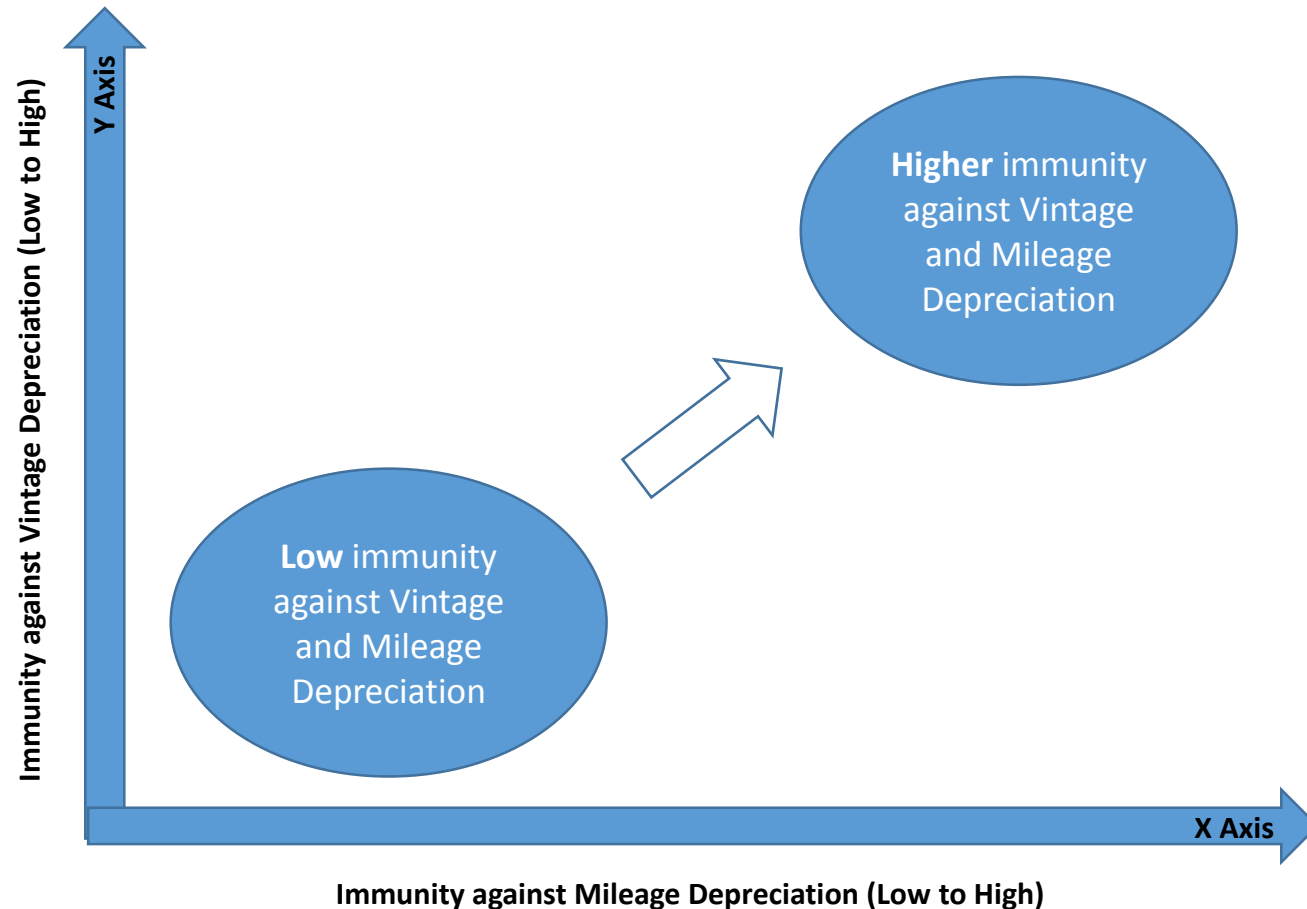 Y Axis
Immunity against Vintage Depreciation (Low to High)
Higher immunity
against Vintage
and Mileage
Depreciation
Low immunity
against Vintage
and Mileage
Depreciation
X Axis
Immunity against Mileage Depreciation (Low to High)